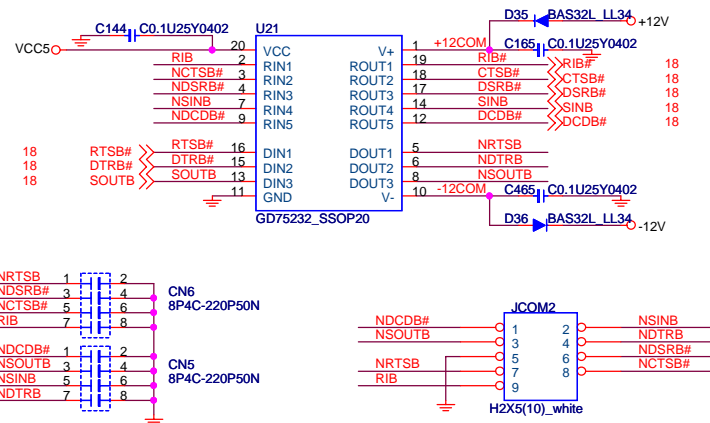 C144 C0.1U25Y0402 U21 D35 BAS32L_LL34 +12V
VCC5 20 VCC V+ 1 +12COM C165 C0.1U25Y0402
RIB 2 RIN1 ROUT1 19 RIB# RIB# 18
NCTSB# 3 RIN2 ROUT2 18 CTSB# CTSB# 18
NDSRB# 4 RIN3 ROUT3 17 DSRB# DSRB# 18
NSINB 7 RIN4 ROUT4 14 SINB SINB 18
NDCDB# 9 RIN5 ROUT5 12 DCDB# DCDB# 18
18 RTSB# RTSB# 16 DIN1 DOUT1 5 NRTSB
18 DTRB# DTRB# 15 DIN2 DOUT2 6 NDTRB
18 SOUTB SOUTB 13 DIN3 DOUT3 8 NSOUTB
11 GND V- 10 -12COM C465 C0.1U25Y0402
GD75232_SSOP20 D36 BAS32L_LL34 -12V
NRTSB 1 2
NDSRB# 3 4 CN6
NCTSB# 5 6 8P4C-220P50N
RIB 7 8
NDCDB# 1 2
NSOUTB 3 4 CN5
NSINB 5 6 8P4C-220P50N
NDTRB 7 8
JCOM2
NDCDB# 1 2 NSINB
NSOUTB 3 4 NDTRB
5 6 NDSRB#
NRTSB 7 8 NCTSB#
RIB 9
H2X5(10)_white